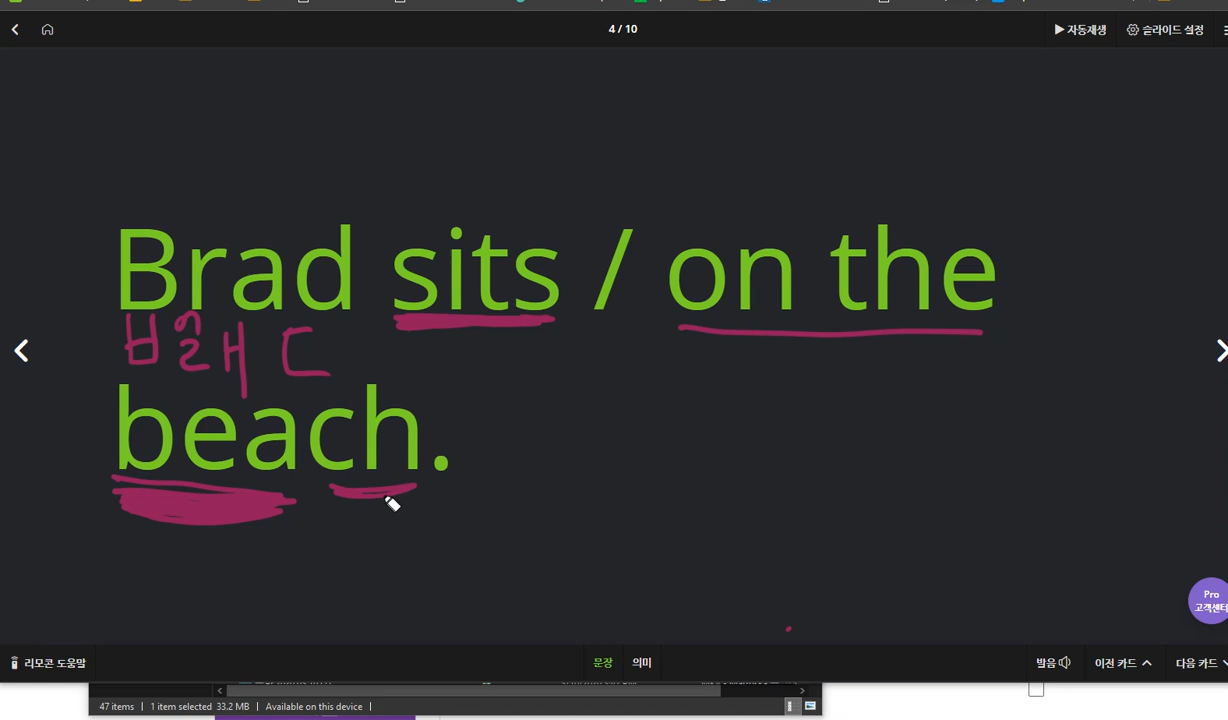 4 / 10
자동재생
슬라이드 설정
Brad sits / on the
브래드
beach.
Pro
고객센터
리모콘 도움말
문장
의미
발음
이전 카드
다음 카드
47 items
1 item selected 33.2 MB
Available on this device